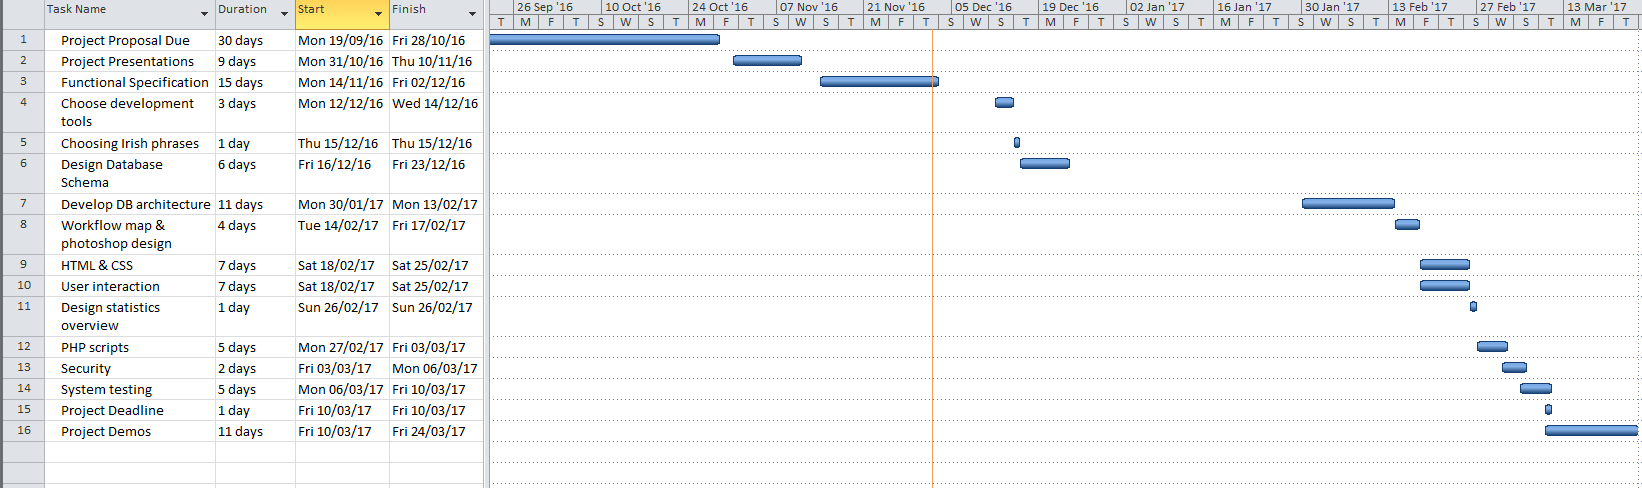 Task Name Duration Start Finish 26 Sep '16 10 Oct '16 24 Oct '16 07 Nov '16 21 Nov '16 05 Dec '16 19 Dec '16 02 Jan '17 16 Jan '17 30 Jan '17 13 Feb '17 27 Feb '17 13 Mar '17
T M F T S W S T M F T S W S T M F T S W S T M F T S W S T M F T S W S T M F T S W S T M F T
1 Project Proposal Due 30 days Mon 19/09/16 Fri 28/10/16
2 Project Presentations 9 days Mon 31/10/16 Thu 10/11/16
3 Functional Specification 15 days Mon 14/11/16 Fri 02/12/16
4 Choose development 3 days Mon 12/12/16 Wed 14/12/16
tools
5 Choosing Irish phrases 1 day Thu 15/12/16 Thu 15/12/16
6 Design Database 6 days Fri 16/12/16 Fri 23/12/16
Schema
7 Develop DB architecture 11 days Mon 30/01/17 Mon 13/02/17
8 Workflow map & 4 days Tue 14/02/17 Fri 17/02/17
photoshop design
9 HTML & CSS 7 days Sat 18/02/17 Sat 25/02/17
10 User interaction 7 days Sat 18/02/17 Sat 25/02/17
11 Design statistics 1 day Sun 26/02/17 Sun 26/02/17
overview
12 PHP scripts 5 days Mon 27/02/17 Fri 03/03/17
13 Security 2 days Fri 03/03/17 Mon 06/03/17
14 System testing 5 days Mon 06/03/17 Fri 10/03/17
15 Project Deadline 1 day Fri 10/03/17 Fri 10/03/17
16 Project Demos 11 days Fri 10/03/17 Fri 24/03/17